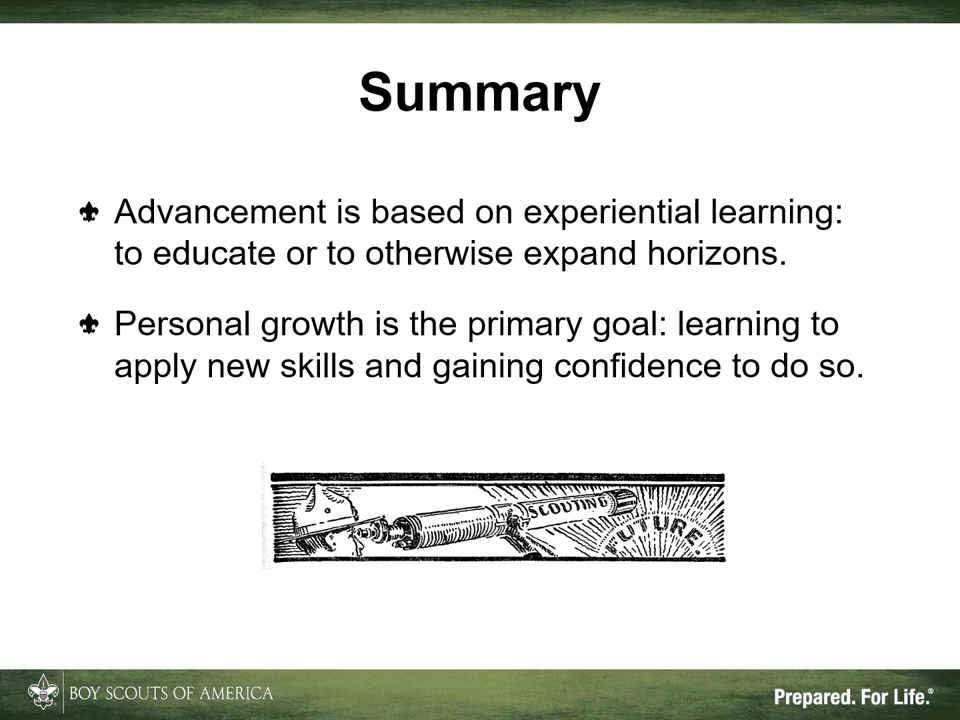 Summary
Advancement is based on experiential learning:
to educate or to otherwise expand horizons.
Personal growth is the primary goal: learning to
apply new skills and gaining confidence to do so.
SCOUTING
FUTURE!
BOY SCOUTS OF AMERICA
Prepared. For Life.®